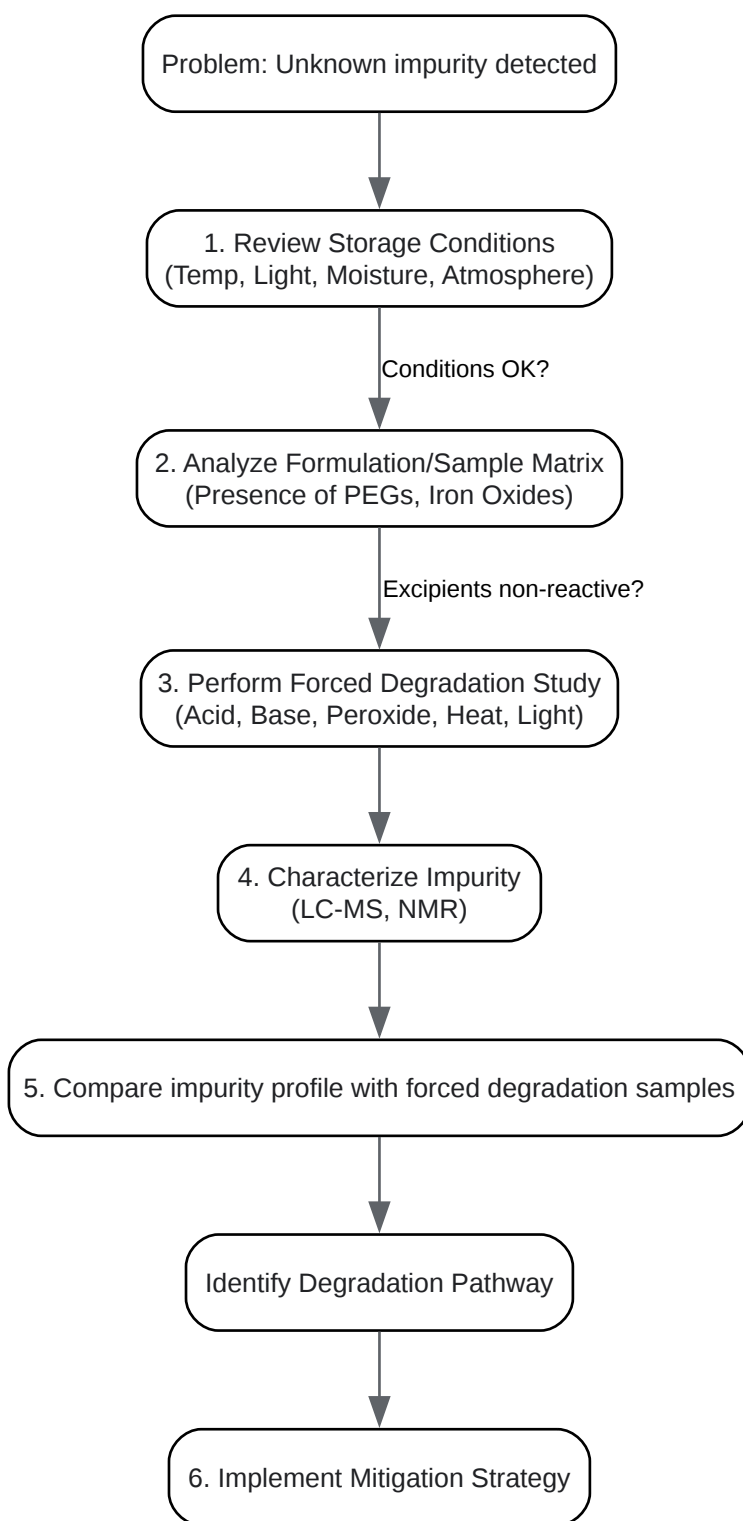 Problem: Unknown impurity detected
1. Review Storage Conditions
(Temp, Light, Moisture, Atmosphere)
Conditions OK?
2. Analyze Formulation/Sample Matrix
(Presence of PEGs, Iron Oxides)
Excipients non-reactive?
3. Perform Forced Degradation Study
(Acid, Base, Peroxide, Heat, Light)
4. Characterize Impurity
(LC-MS, NMR)
5. Compare impurity profile with forced degradation samples
Identify Degradation Pathway
6. Implement Mitigation Strategy